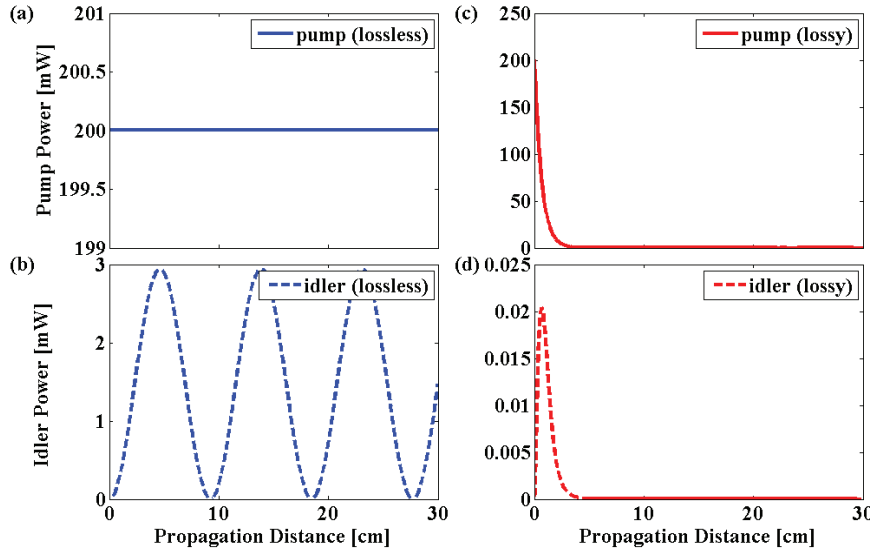 (a)
201
200.5
200
199.5
199
Pump Power [mW]
pump (lossless)
(c)
250
200
150
100
50
0
pump (lossy)
(b)
3
2
1
0
Idler Power [mW]
idler (lossless)
0 10 20 30
Propagation Distance [cm]
(d)
0.025
0.02
0.015
0.01
0.005
0
idler (lossy)
0 10 20 30
Propagation Distance [cm]